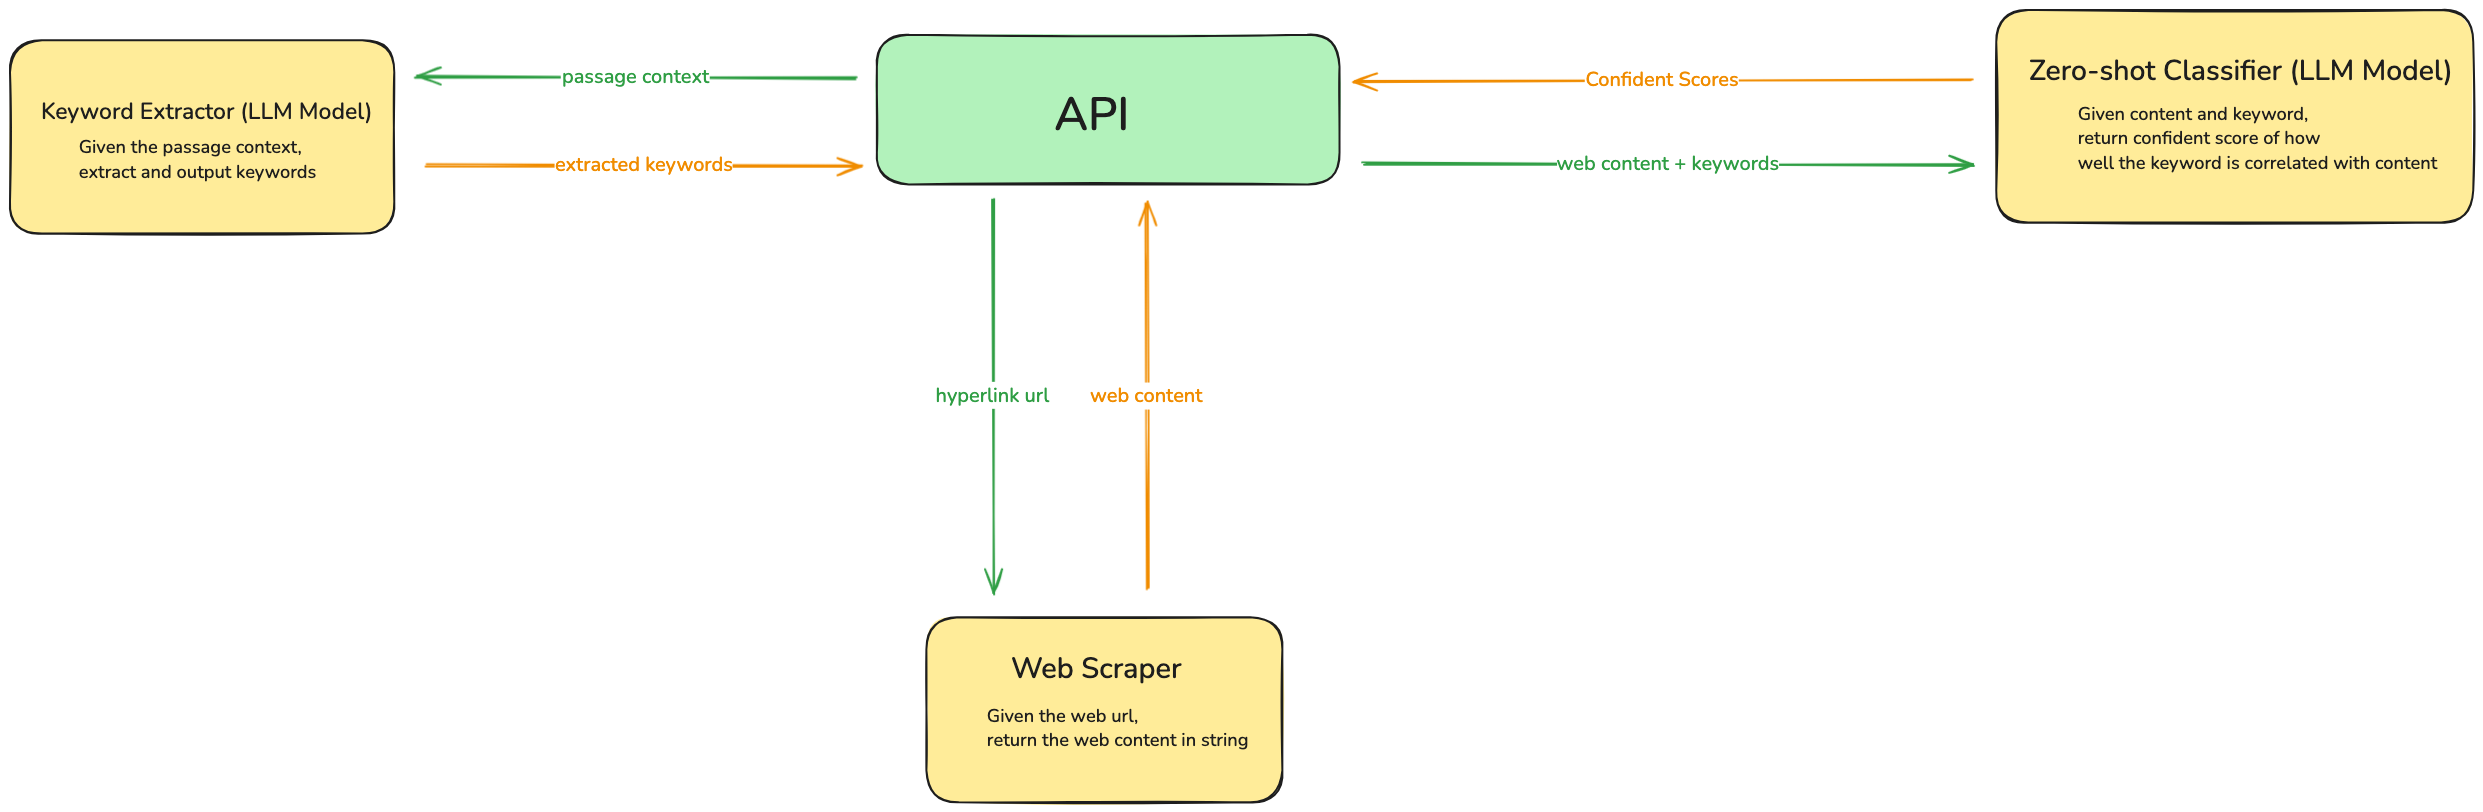 Keyword Extractor (LLM Model)
Given the passage context,
extract and output keywords
passage context
extracted keywords
API
Confident Scores
web content + keywords
Zero-shot Classifier (LLM Model)
Given content and keyword,
return confident score of how
well the keyword is correlated with content
hyperlink url
web content
Web Scraper
Given the web url,
return the web content in string